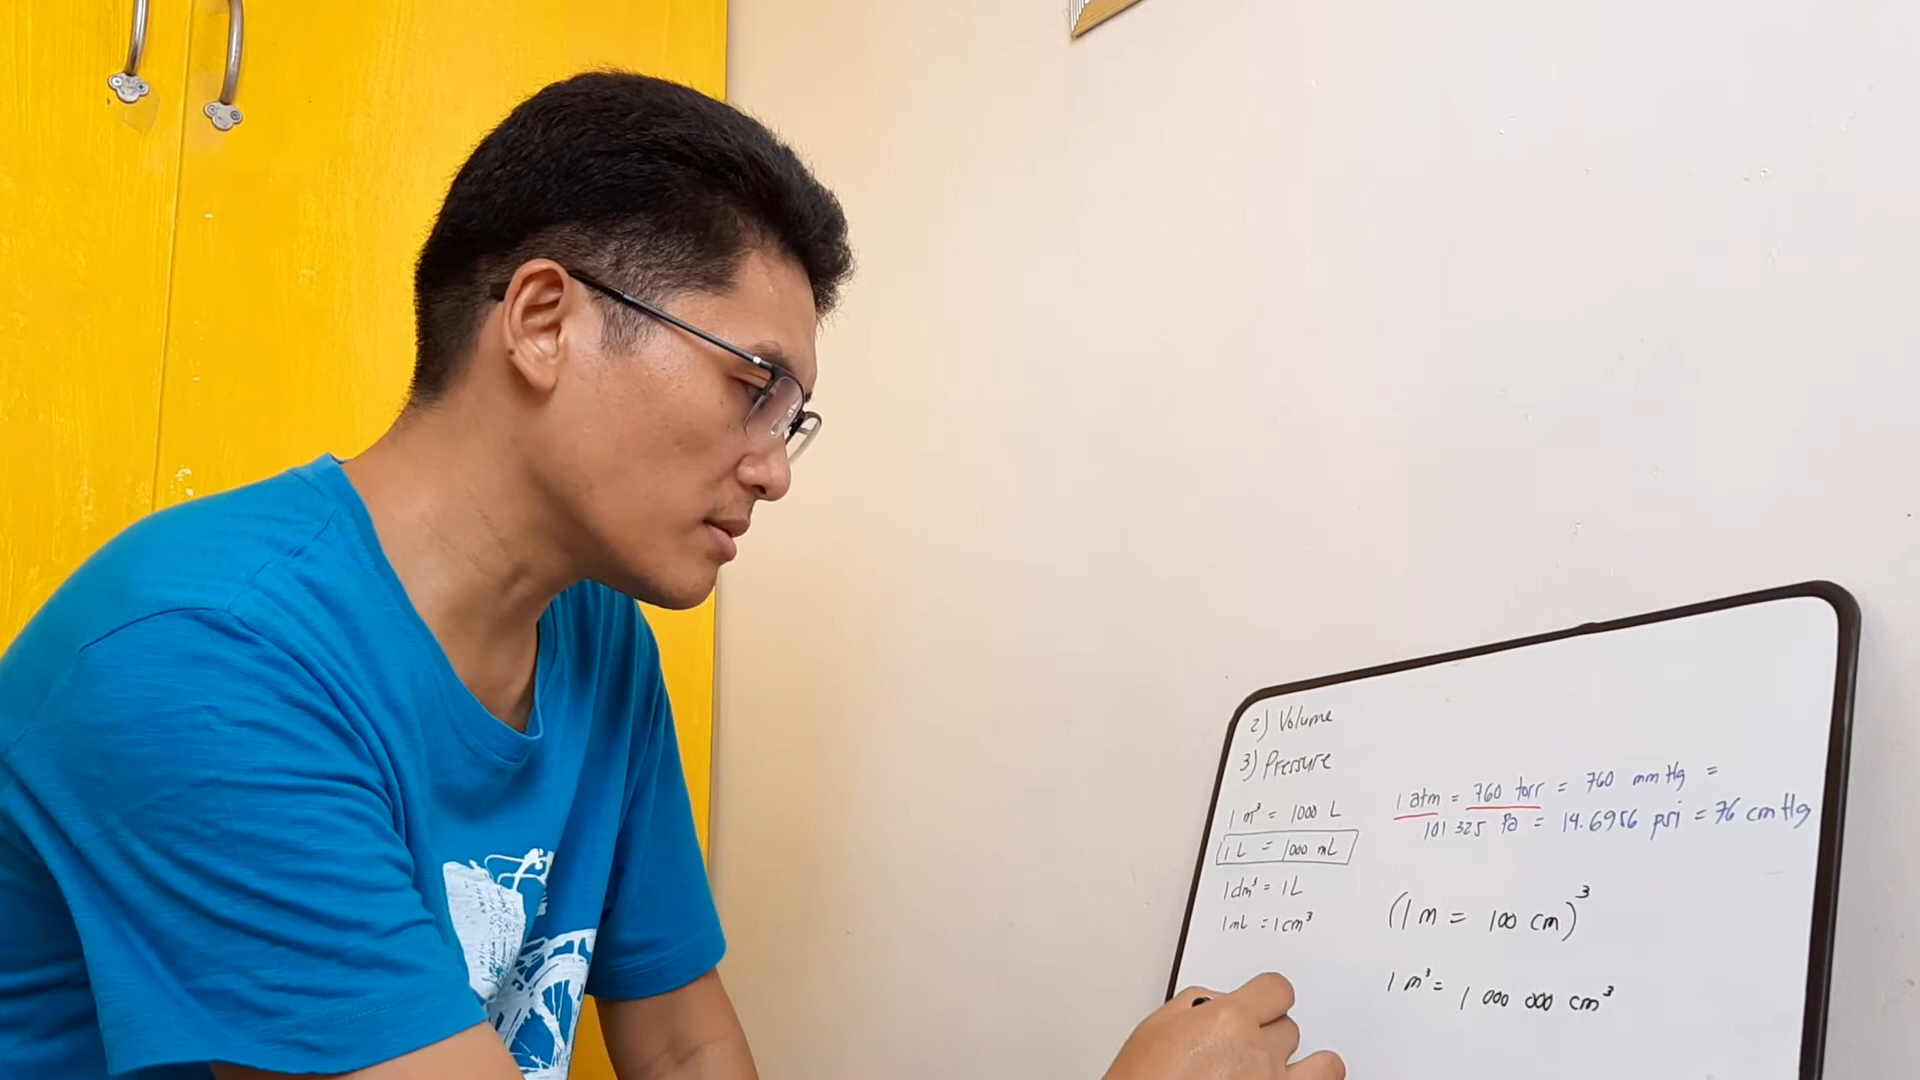 2) Volume
3) Pressure
1 m³ = 1000 L
1 L = 1000 mL
1 dm³ = 1 L
1 mL = 1 cm³
1 atm = 760 torr = 760 mm Hg =
101 325 Pa = 14.6956 psi = 76 cm Hg
(1 m = 100 cm)³
1 m³ = 1 000 000 cm³